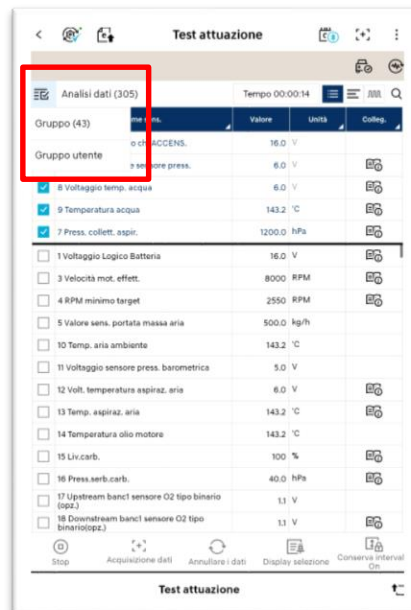 Test attuazione
Analisi dati (305)
Tempo 00:00:14
Gruppo (43)
Gruppo utente
Valore Unità Colleg.
ACCENS. 16.0 V
sensore press. 6.0 V
8 Voltaggio temp. acqua 6.0 V
9 Temperatura acqua 143.2 °C
7 Press. collett. aspir. 1200.0 hPa
1 Voltaggio Logico Batteria 16.0 V
3 Velocità mot. effett. 8000 RPM
4 RPM minimo target 2550 RPM
5 Valore sens. portata massa aria 500.0 kg/h
10 Temp. aria ambiente 143.2 °C
11 Voltaggio sensore press. barometrica 5.0 V
12 Volt. temperatura aspiraz. aria 6.0 V
13 Temp. aspiraz. aria 143.2 °C
14 Temperatura olio motore 143.2 °C
15 Liv.carb. 100 %
16 Press.serb.carb. 40.0 hPa
17 Upstream banc1 sensore O2 tipo binario
(opz.) 1.1 V
18 Downstream banc1 sensore O2 tipo
binario(opz.) 1.1 V
Stop Acquisizione dati Annullare i dati Display selezione Conserva interval
On
Test attuazione